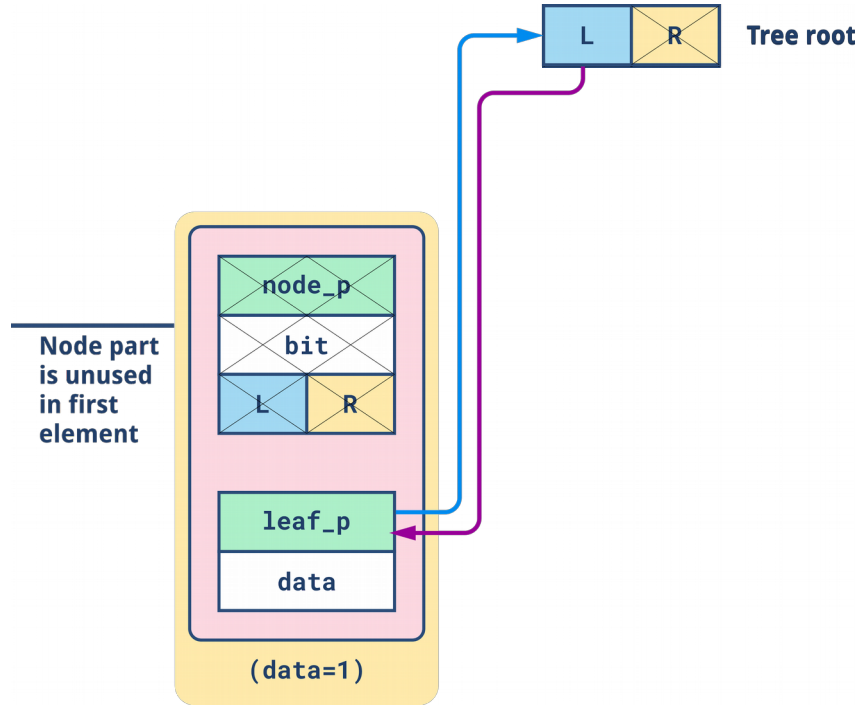 L R Tree root
node_p
bit
Node part
is unused
in first
element
L R
leaf_p
data
(data=1)